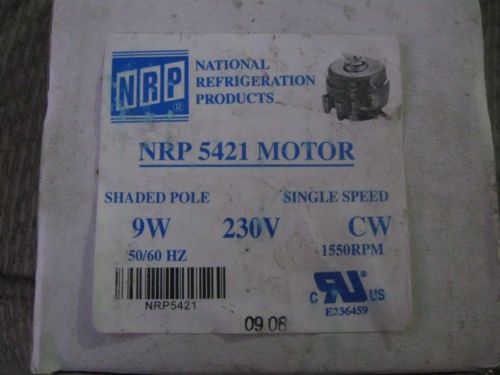 NRP
®
NATIONAL
REFRIGERATION
PRODUCTS
NRP 5421 MOTOR
SHADED POLE SINGLE SPEED
9W 230V CW
50/60 HZ 1550RPM
NRP5421
09 08
C RU US
E236459